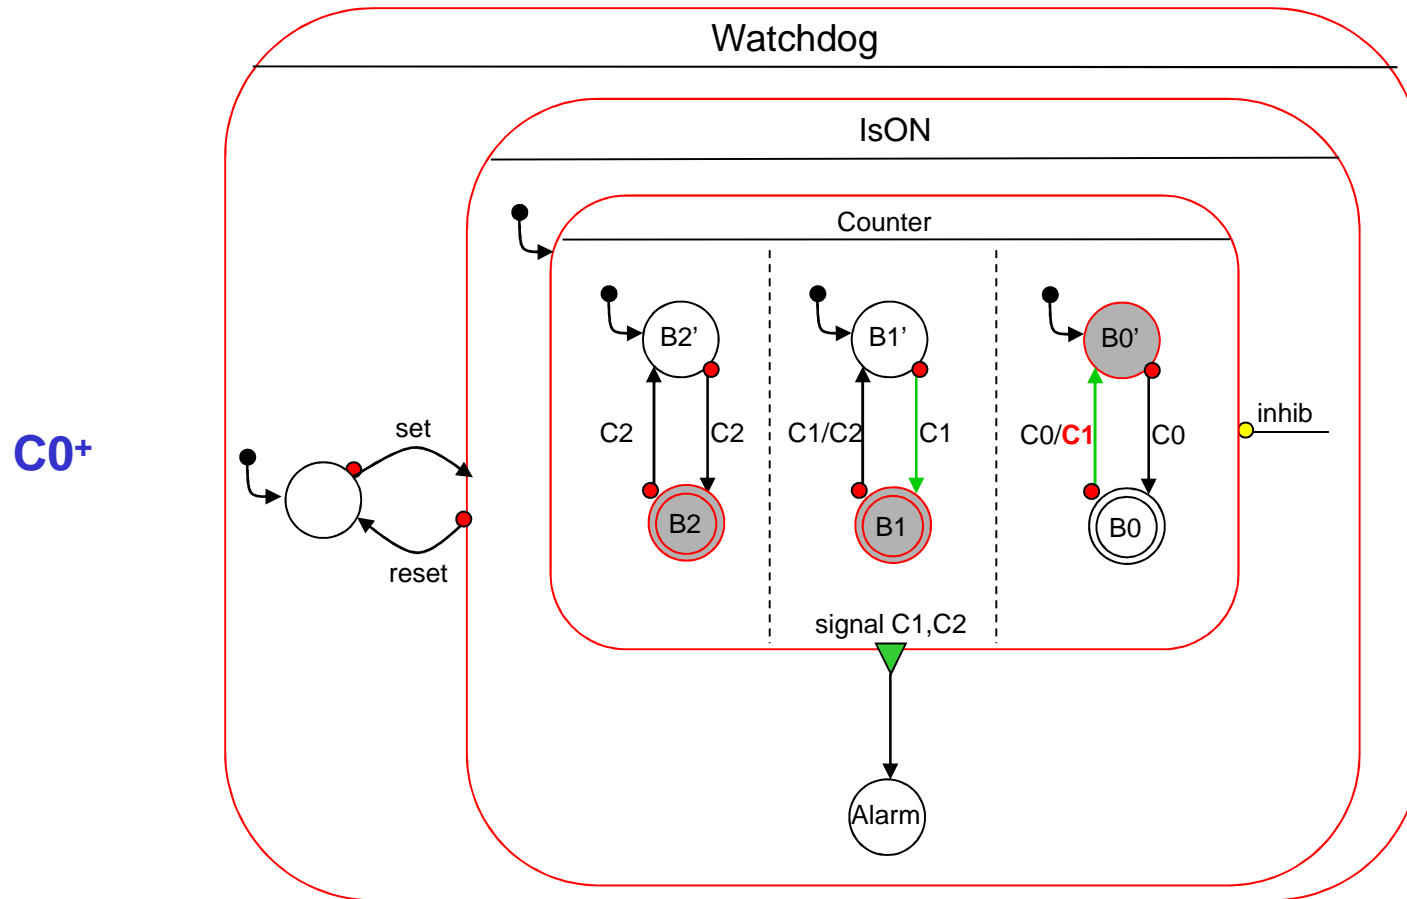 Watchdog
IsON
Counter
B2’
B1’
B0’
C0+
set
C2
C2
C1/C2
C1
C0/C1
C0
inhib
B2
B1
B0
reset
signal C1,C2
Alarm